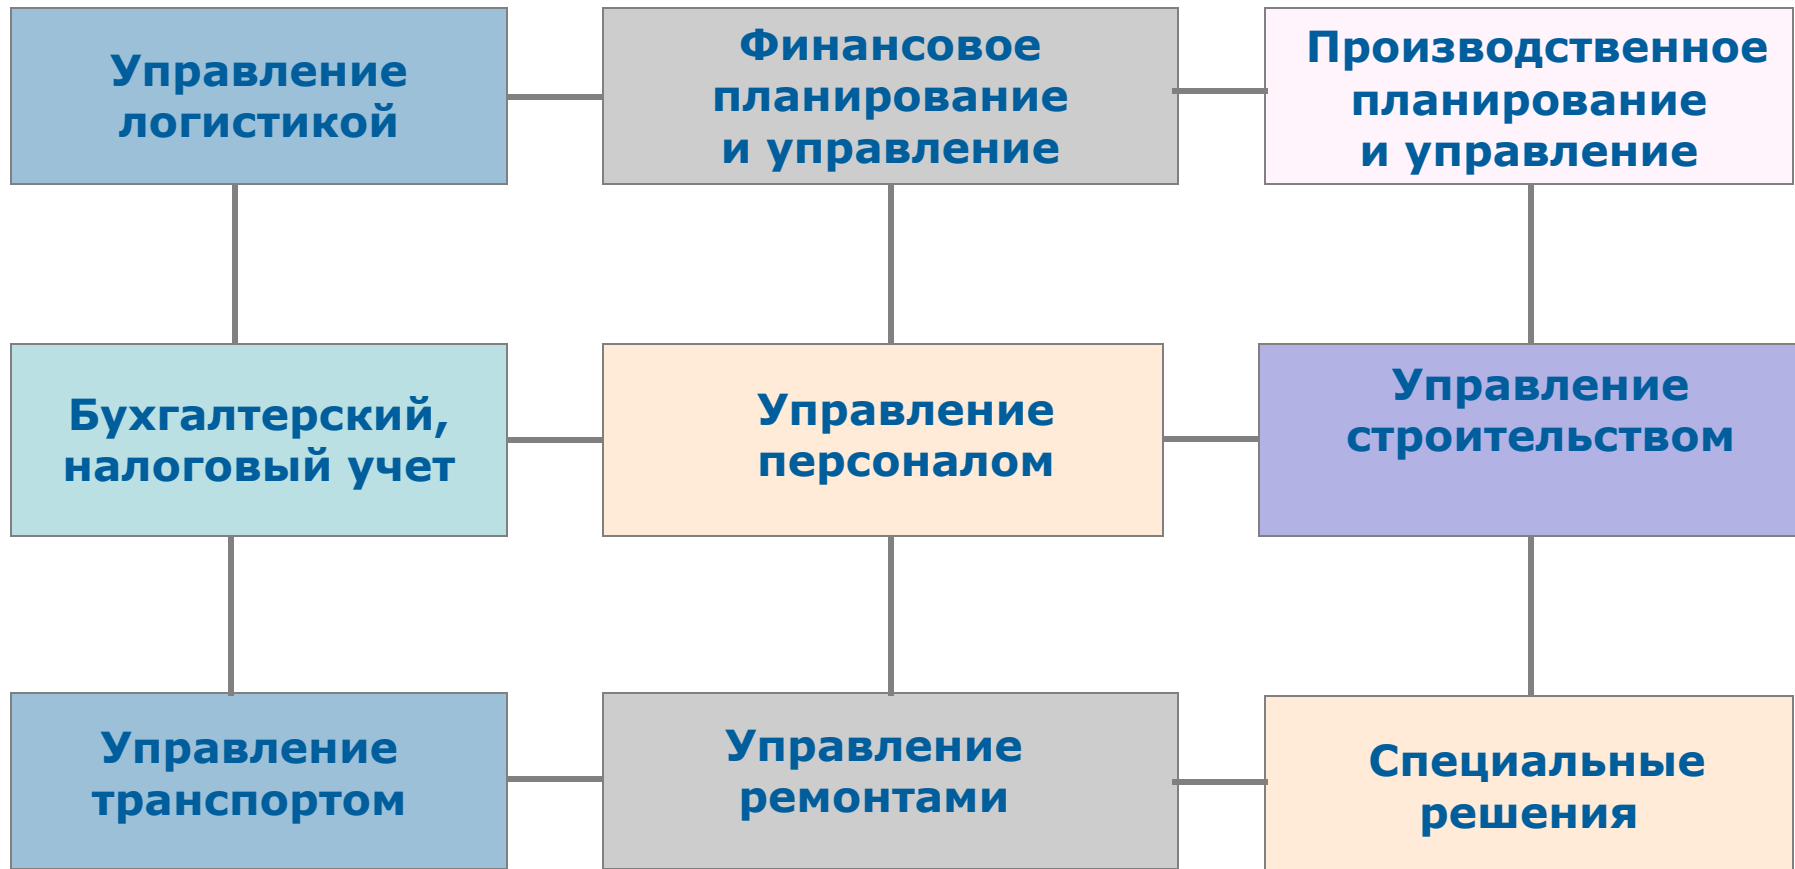 Управление
логистикой
Финансовое
планирование
и управление
Производственное
планирование
и управление
Бухгалтерский,
налоговый учет
Управление
персоналом
Управление
строительством
Управление
транспортом
Управление
ремонтами
Специальные
решения